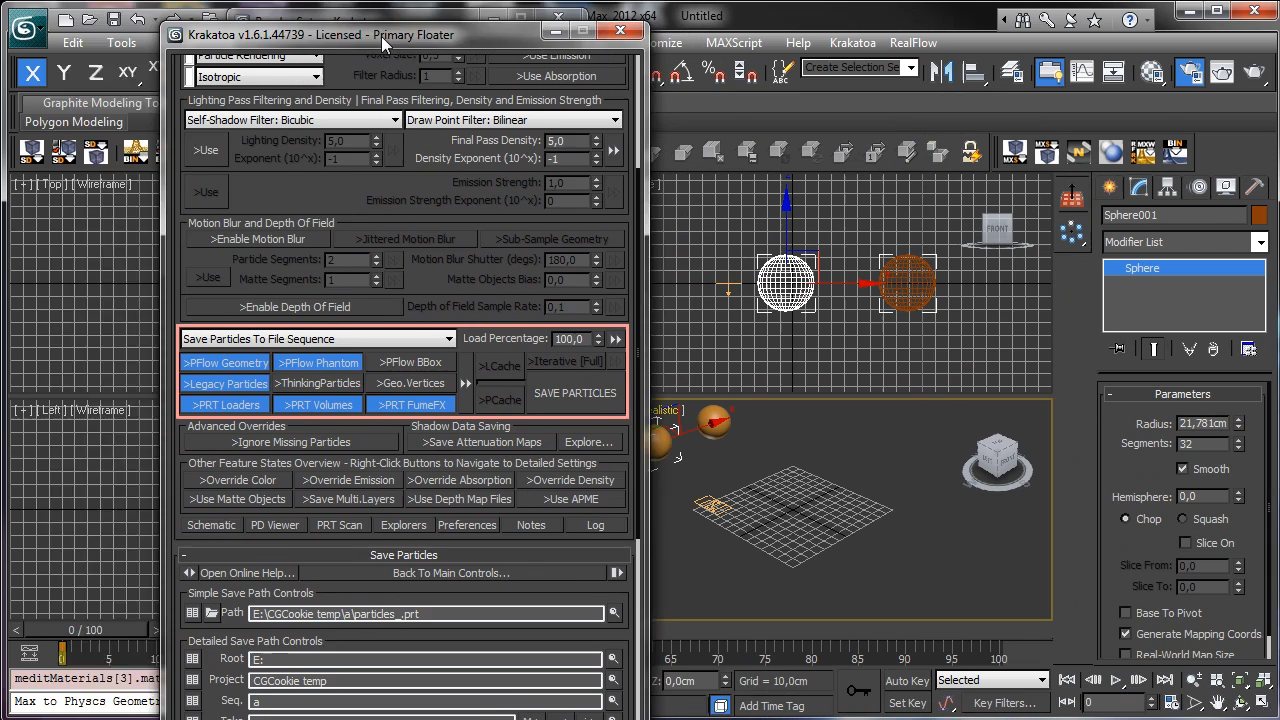 Max 2012 x64 Untitled
Krakatoa v1.6.1.44739 - Licensed - Primary Floater
Edit Tools
MAXScript Help Krakatoa RealFlow
X Y Z XY
Isotropic
Filter Radius: 1
>Use Absorption
Create Selection Se
Graphite Modeling To
Polygon Modeling
Lighting Pass Filtering and Density | Final Pass Filtering, Density and Emission Strength
Self-Shadow Filter: Bicubic
Draw Point Filter: Bilinear
>Use
Lighting Density: 5,0
Final Pass Density: 5,0
Exponent (10^x): -1
Density Exponent (10^x): -1
>Use
Emission Strength: 1,0
Emission Strength Exponent (10^x): 0
[ + ] [ Top ] [ Wireframe ]
FRONT
Motion Blur and Depth Of Field
>Enable Motion Blur
>Jittered Motion Blur
>Sub-Sample Geometry
Particle Segments: 2
Motion Blur Shutter (degs): 180,0
>Use
Matte Segments: 1
Matte Objects Bias: 0,0
>Enable Depth Of Field
Depth of Field Sample Rate: 0,1
Save Particles To File Sequence
Load Percentage: 100,0
>PFlow Geometry
>PFlow Phantom
>PFlow BBox
>LCache
>Iterative [Full]
>Legacy Particles
>ThinkingParticles
>Geo.Vertices
>PRT Loaders
>PRT Volumes
>PRT FumeFX
>PCache
SAVE PARTICLES
[ + ] [ Left ] [ Wireframe ]
alistic ]
Advanced Overrides
Shadow Data Saving
>Ignore Missing Particles
>Save Attenuation Maps
Explore...
Other Feature States Overview - Right-Click Buttons to Navigate to Detailed Settings
>Override Color
>Override Emission
>Override Absorption
>Override Density
>Use Matte Objects
>Save Multi.Layers
>Use Depth Map Files
>Use APME
Schematic
PD Viewer
PRT Scan
Explorers
Preferences
Notes
Log
- Save Particles
Open Online Help...
Back To Main Controls...
Simple Save Path Controls
Path E:\CGCookie temp\a\particles_.prt
Detailed Save Path Controls
Root E:
Project CGCookie temp
Seq. a
Sphere001
Modifier List
Sphere
- Parameters
Radius: 21,781cm
Segments: 32
Smooth
Hemisphere: 0,0
Chop
Squash
Slice On
Slice From: 0,0
Slice To: 0,0
Base To Pivot
Generate Mapping Coords
Real-World Map Size
0 / 100
0 5 10
65 70 75 80 85 90 95 100
meditMaterials[3].mat
Max to Physcs Geometr
Z: 0,0cm
Grid = 10,0cm
Add Time Tag
Auto Key
Selected
Set Key
Key Filters...
0